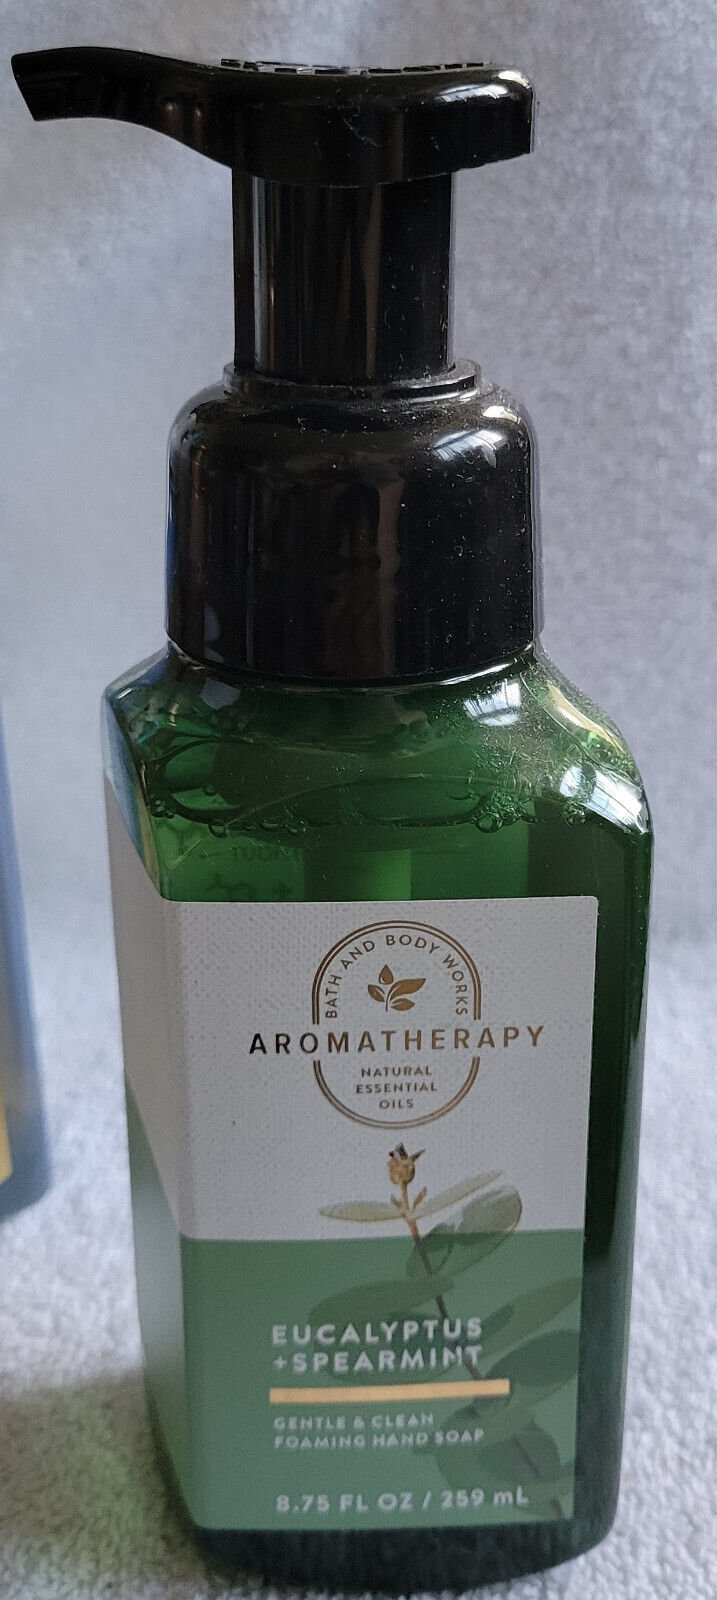 BATH AND BODY WORKS
AROMATHERAPY
NATURAL
ESSENTIAL
OILS
EUCALYPTUS
+SPEARMINT
GENTLE & CLEAN
FOAMING HAND SOAP
8.75 FL OZ / 259 mL